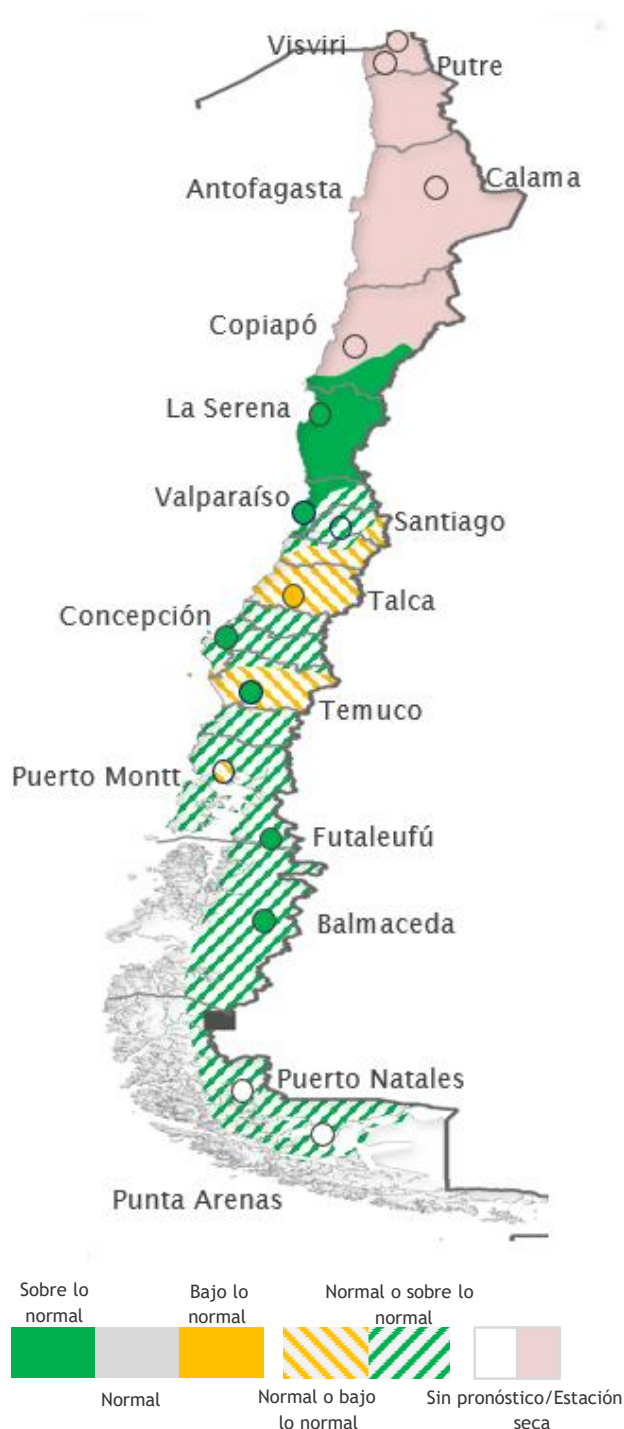 Visviri
Putre
Antofagasta
Calama
Copiapó
La Serena
Valparaíso
Santiago
Talca
Concepción
Temuco
Puerto Montt
Futaleufú
Balmaceda
Puerto Natales
Punta Arenas
Sobre lo
normal
Bajo lo
normal
Normal o sobre lo
normal
Normal
Normal o bajo
lo normal
Sin pronóstico/Estación
seca